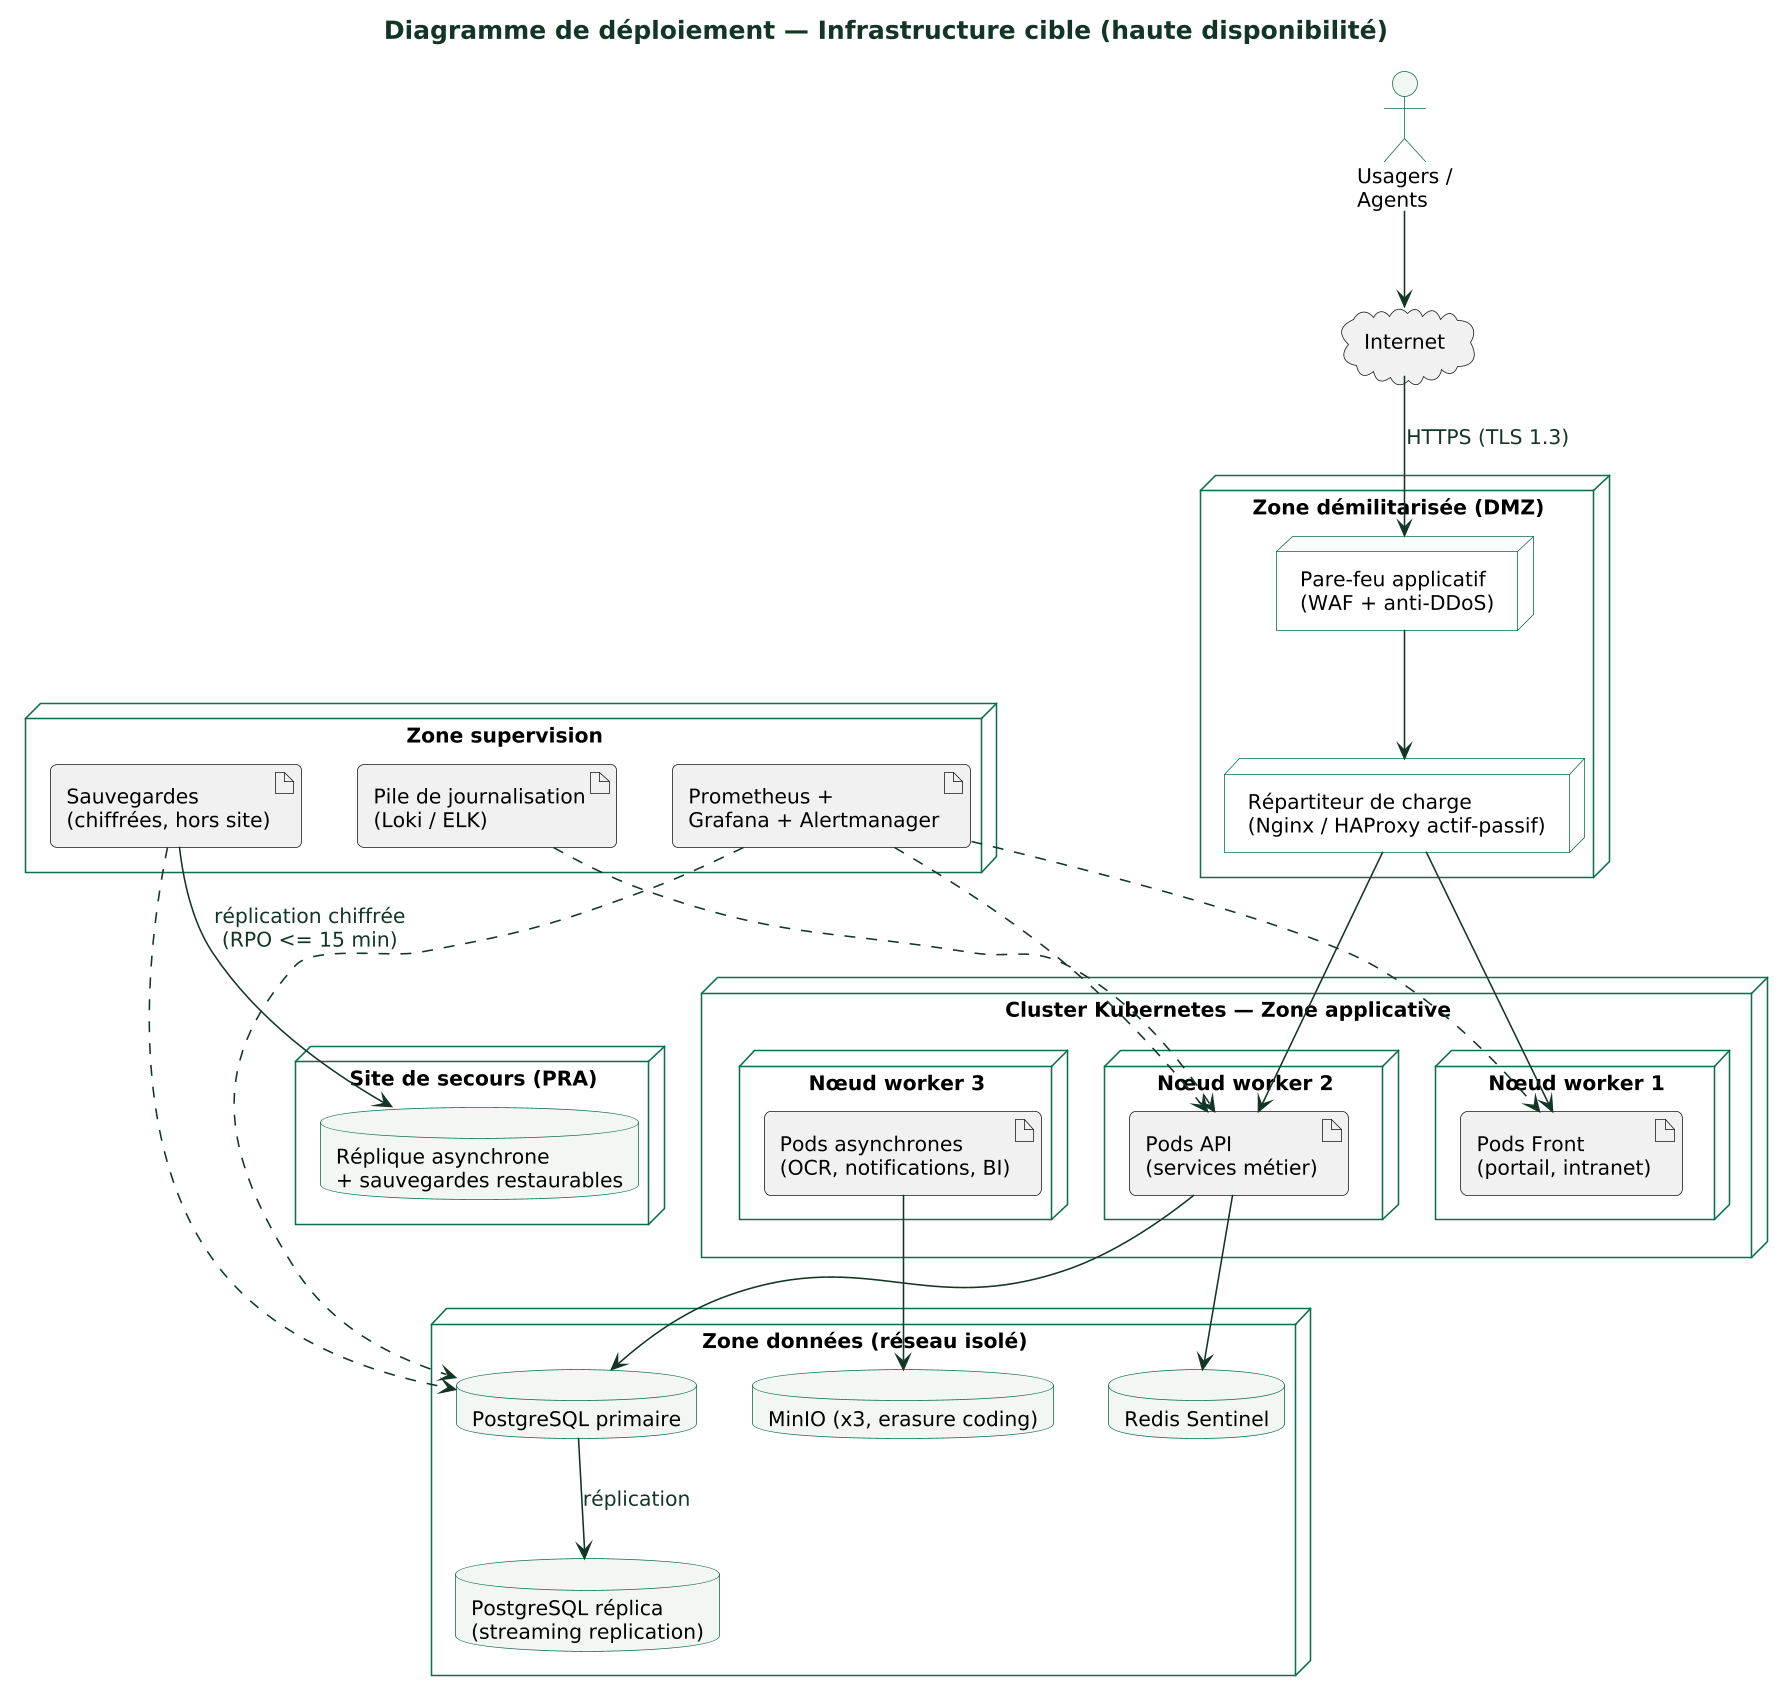 Diagramme de déploiement — Infrastructure cible (haute disponibilité)
Usagers /
Agents
Internet
HTTPS (TLS 1.3)
Zone démilitarisée (DMZ)
Pare-feu applicatif
(WAF + anti-DDoS)
Répartiteur de charge
(Nginx / HAProxy actif-passif)
Zone supervision
Sauvegardes
(chiffrées, hors site)
Pile de journalisation
(Loki / ELK)
Prometheus +
Grafana + Alertmanager
réplication chiffrée
(RPO <= 15 min)
Site de secours (PRA)
Réplique asynchrone
+ sauvegardes restaurables
Cluster Kubernetes — Zone applicative
Nœud worker 3
Pods asynchrones
(OCR, notifications, BI)
Nœud worker 2
Pods API
(services métier)
Nœud worker 1
Pods Front
(portail, intranet)
Zone données (réseau isolé)
PostgreSQL primaire
MinIO (x3, erasure coding)
Redis Sentinel
réplication
PostgreSQL réplica
(streaming replication)